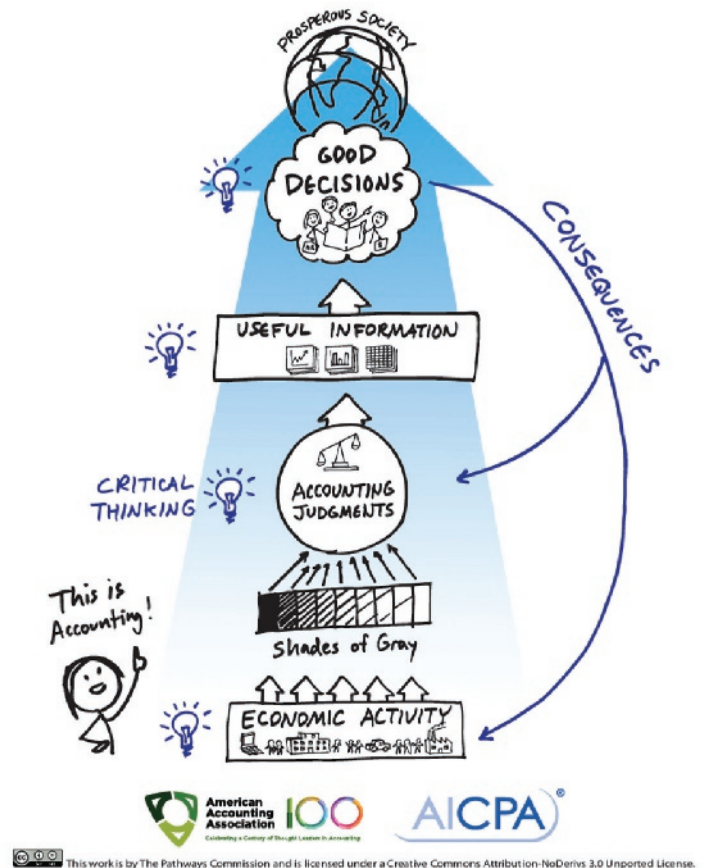 PROSPEROUS SOCIETY
GOOD
DECISIONS
CONSEQUENCES
USEFUL INFORMATION
CRITICAL
THINKING
ACCOUNTING
JUDGMENTS
This is
Accounting!
Shades of Gray
ECONOMIC ACTIVITY
American
Accounting
Association
100
Celebrating a Century of Thought Leaders in Accounting
AICPA®
This work is by The Pathways Commission and is licensed under a Creative Commons Attribution-NoDerivs 3.0 Unported License.